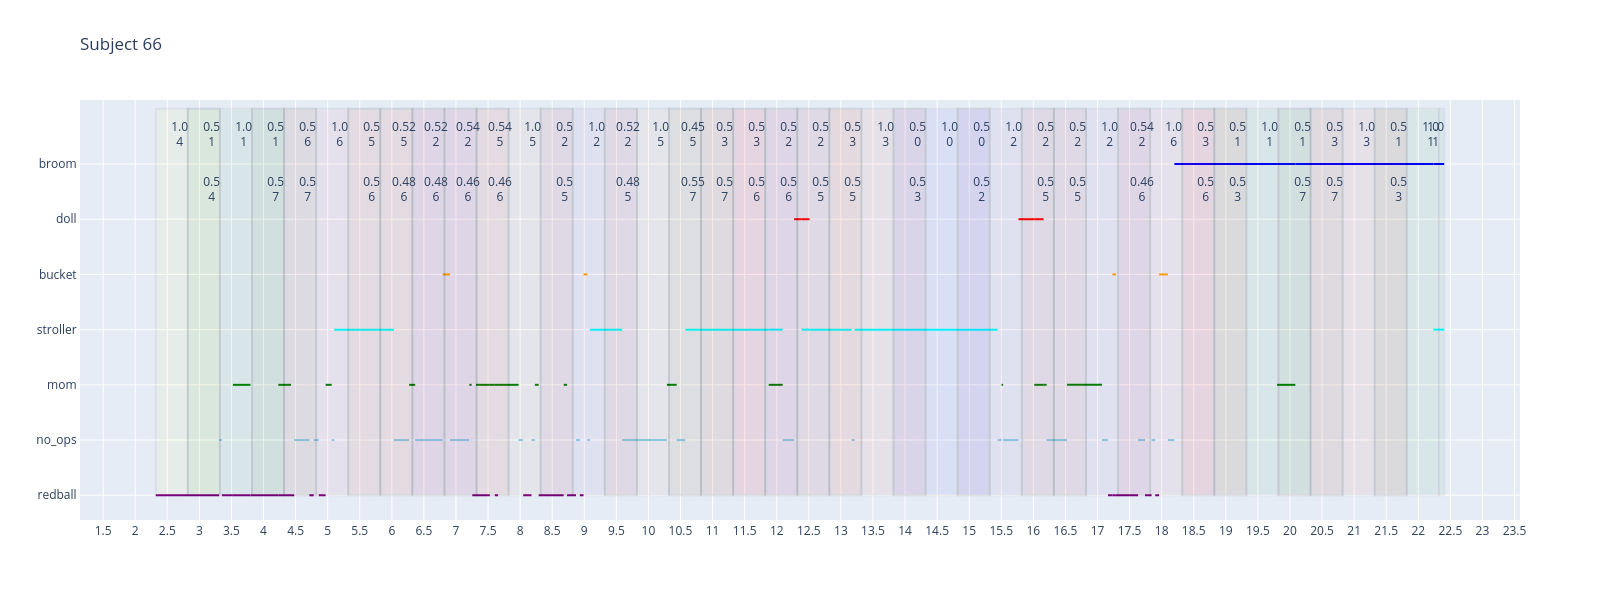 Subject 66
1.0 0.5 1.0 0.5 0.5 1.0 0.5 0.52 0.52 0.54 0.54 1.0 0.5 1.0 0.52 1.0 0.45 0.5 0.5 0.5 0.5 0.5 1.0 0.5 1.0 0.5 1.0 0.5 0.5 1.0 0.54 1.0 0.5 0.5 1.0 0.5 0.5 1.0 0.5
4 1 1 1 6 6 5 5 2 2 5 5 2 2 2 5 5 3 3 2 2 3 3 0 0 0 2 2 2 2 2 6 3 1 1 1 3 3 1
broom
0.5 0.5 0.5 0.5 0.48 0.48 0.46 0.46 0.5 0.48 0.55 0.5 0.5 0.5 0.5 0.5 0.5 0.5 0.5 0.5 0.46 0.5 0.5 0.5 0.5 0.5
4 7 7 6 6 6 6 6 5 5 7 7 6 6 5 5 3 2 5 5 6 6 3 7 7 3
doll
bucket
stroller
mom
no_ops
redball
1.5 2 2.5 3 3.5 4 4.5 5 5.5 6 6.5 7 7.5 8 8.5 9 9.5 10 10.5 11 11.5 12 12.5 13 13.5 14 14.5 15 15.5 16 16.5 17 17.5 18 18.5 19 19.5 20 20.5 21 21.5 22 22.5 23 23.5